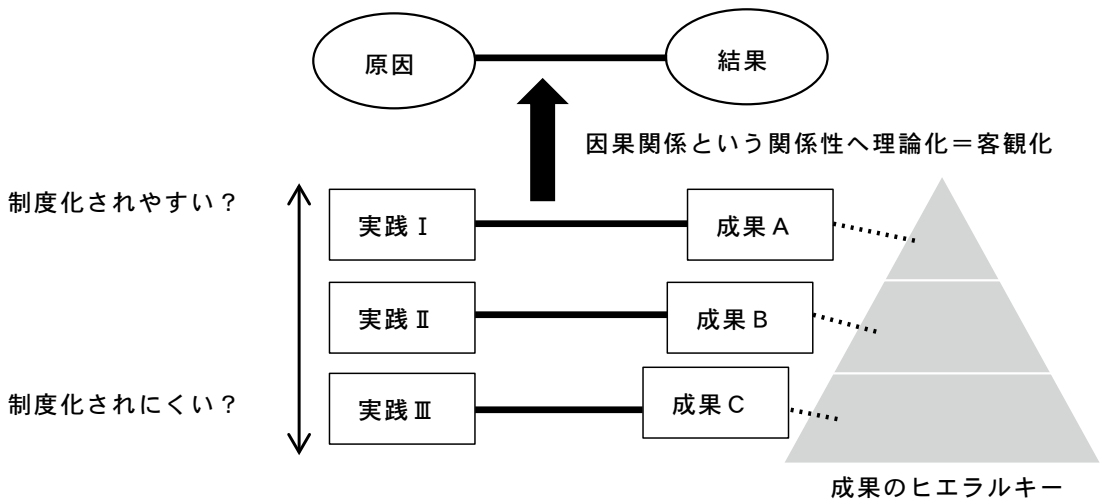 原因
結果
因果関係という関係性へ理論化＝客観化
制度化されやすい？
実践Ⅰ
成果A
実践Ⅱ
成果B
制度化されにくい？
実践Ⅲ
成果C
成果のヒエラルキー